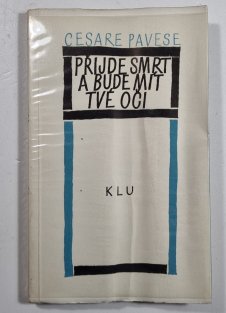 CESARE PAVESE
PŘIJDE SMRT
A BUDE MÍT
TVÉ OČI
KLU